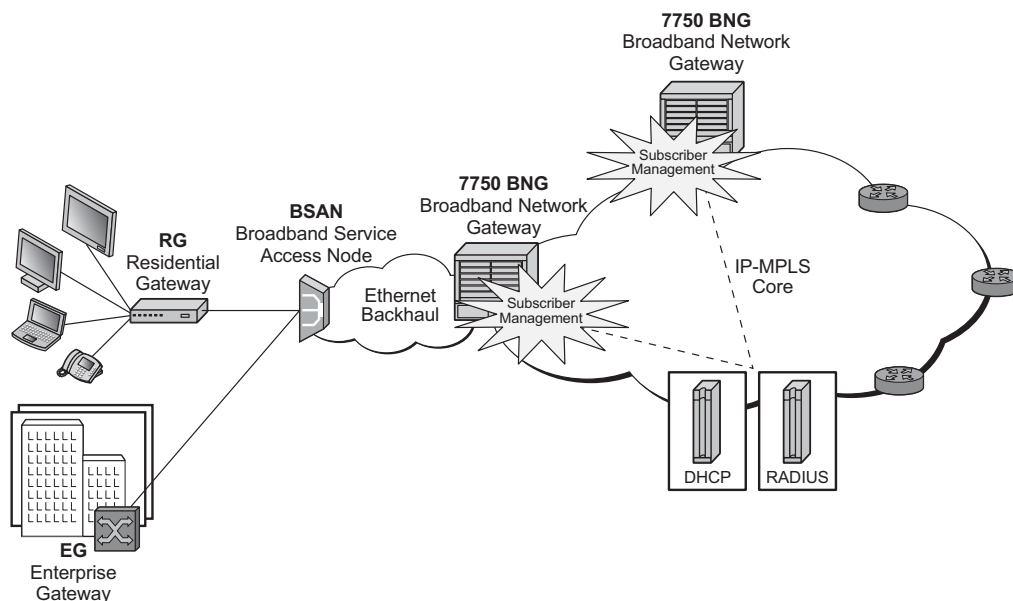 7750 BNG
Broadband Network
Gateway
Subscriber
Management
7750 BNG
Broadband Network
Gateway
BSAN
Broadband Service
Access Node
RG
Residential
Gateway
IP-MPLS
Core
Ethernet
Backhaul
Subscriber
Management
DHCP
RADIUS
EG
Enterprise
Gateway